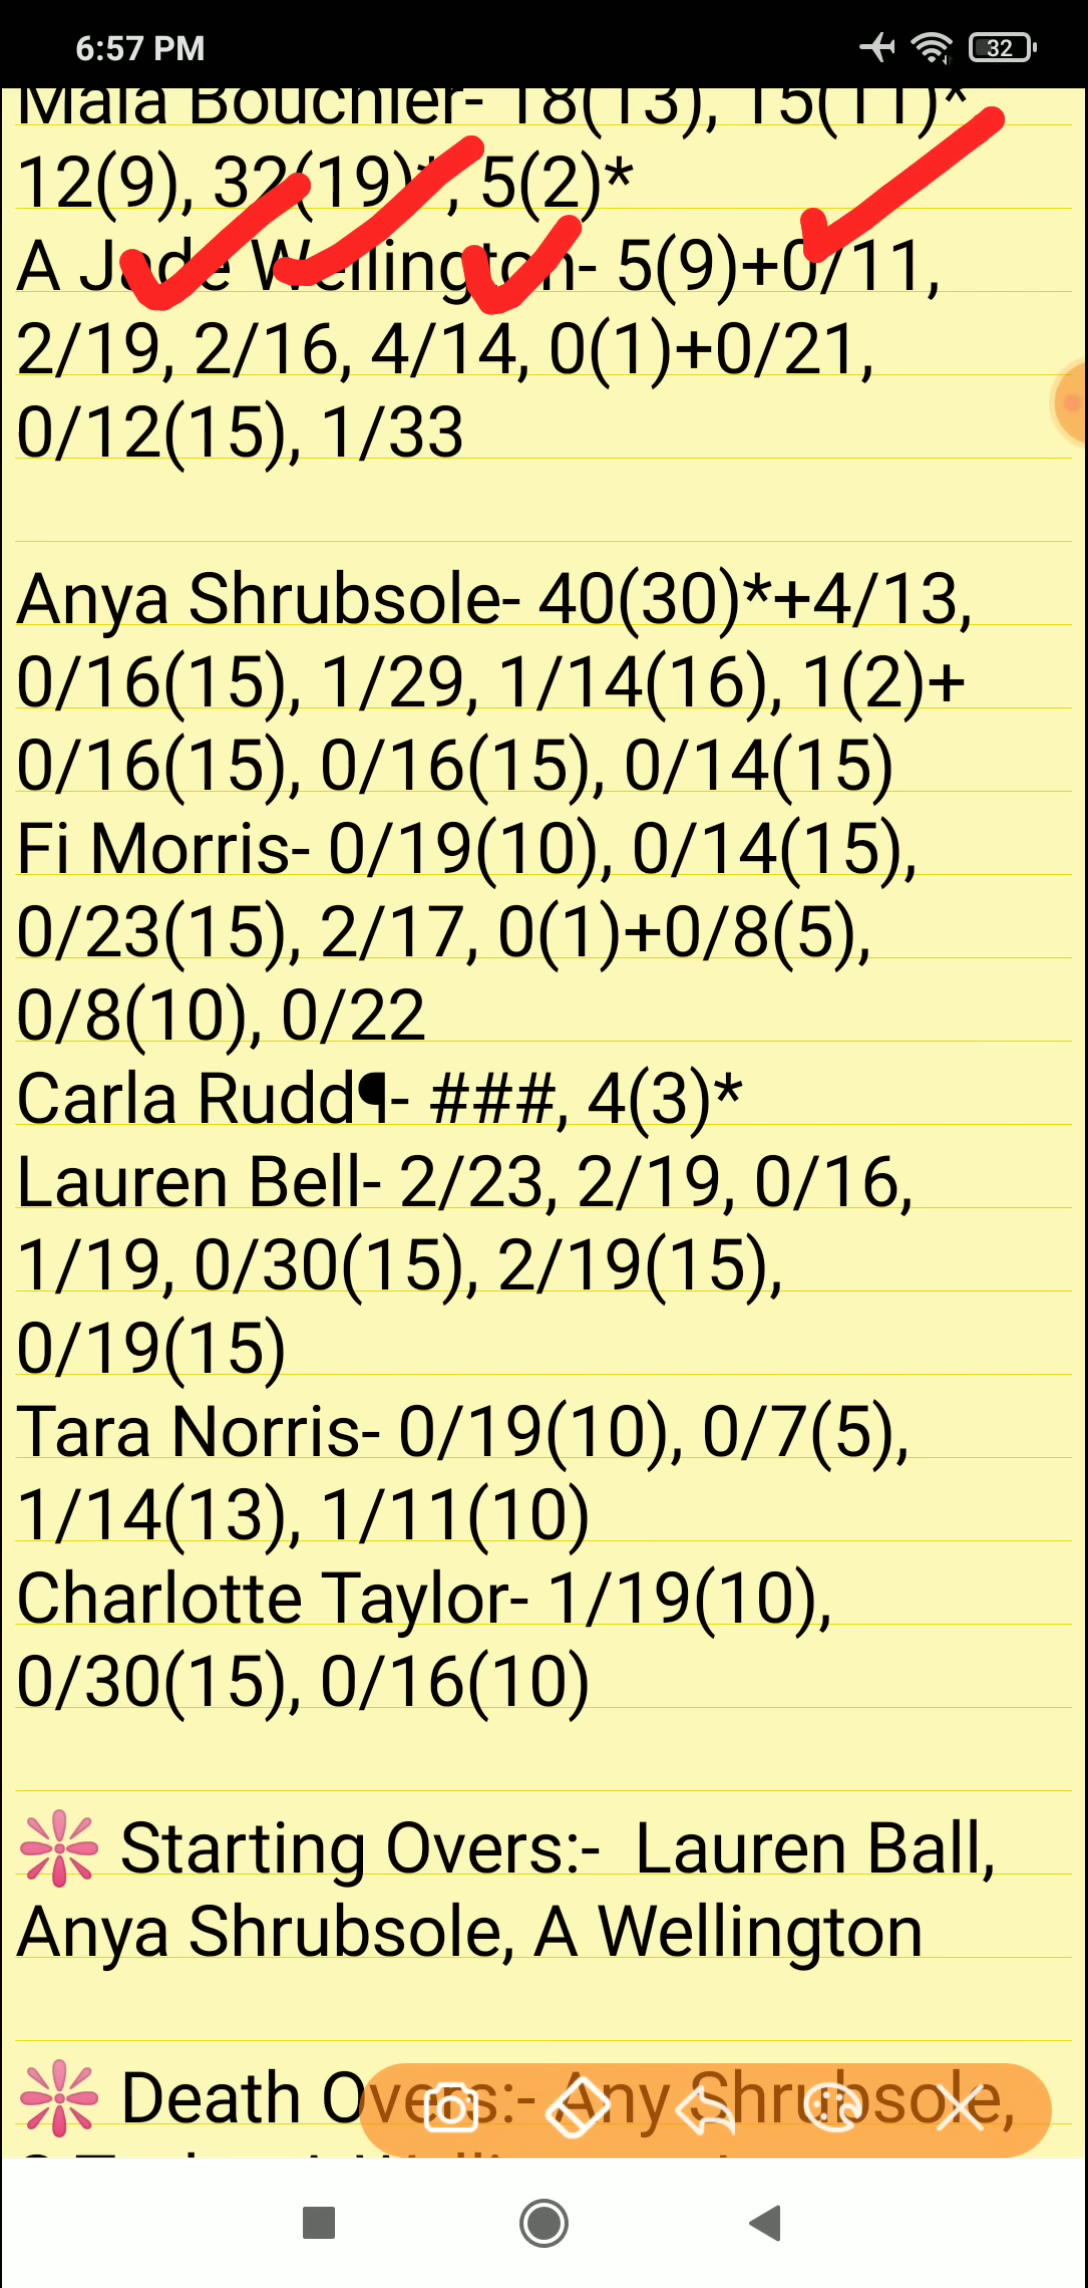 6:57 PM
32
Maia Bouchier- 18(13), 15(11)*
12(9), 32(19)*, 5(2)*
A Jade Wellington- 5(9)+0/11,
2/19, 2/16, 4/14, 0(1)+0/21,
0/12(15), 1/33
Anya Shrubsole- 40(30)*+4/13,
0/16(15), 1/29, 1/14(16), 1(2)+
0/16(15), 0/16(15), 0/14(15)
Fi Morris- 0/19(10), 0/14(15),
0/23(15), 2/17, 0(1)+0/8(5),
0/8(10), 0/22
Carla Rudd¶- ###, 4(3)*
Lauren Bell- 2/23, 2/19, 0/16,
1/19, 0/30(15), 2/19(15),
0/19(15)
Tara Norris- 0/19(10), 0/7(5),
1/14(13), 1/11(10)
Charlotte Taylor- 1/19(10),
0/30(15), 0/16(10)
Starting Overs:- Lauren Ball,
Anya Shrubsole, A Wellington
Death Overs:- Any Shrubsole,